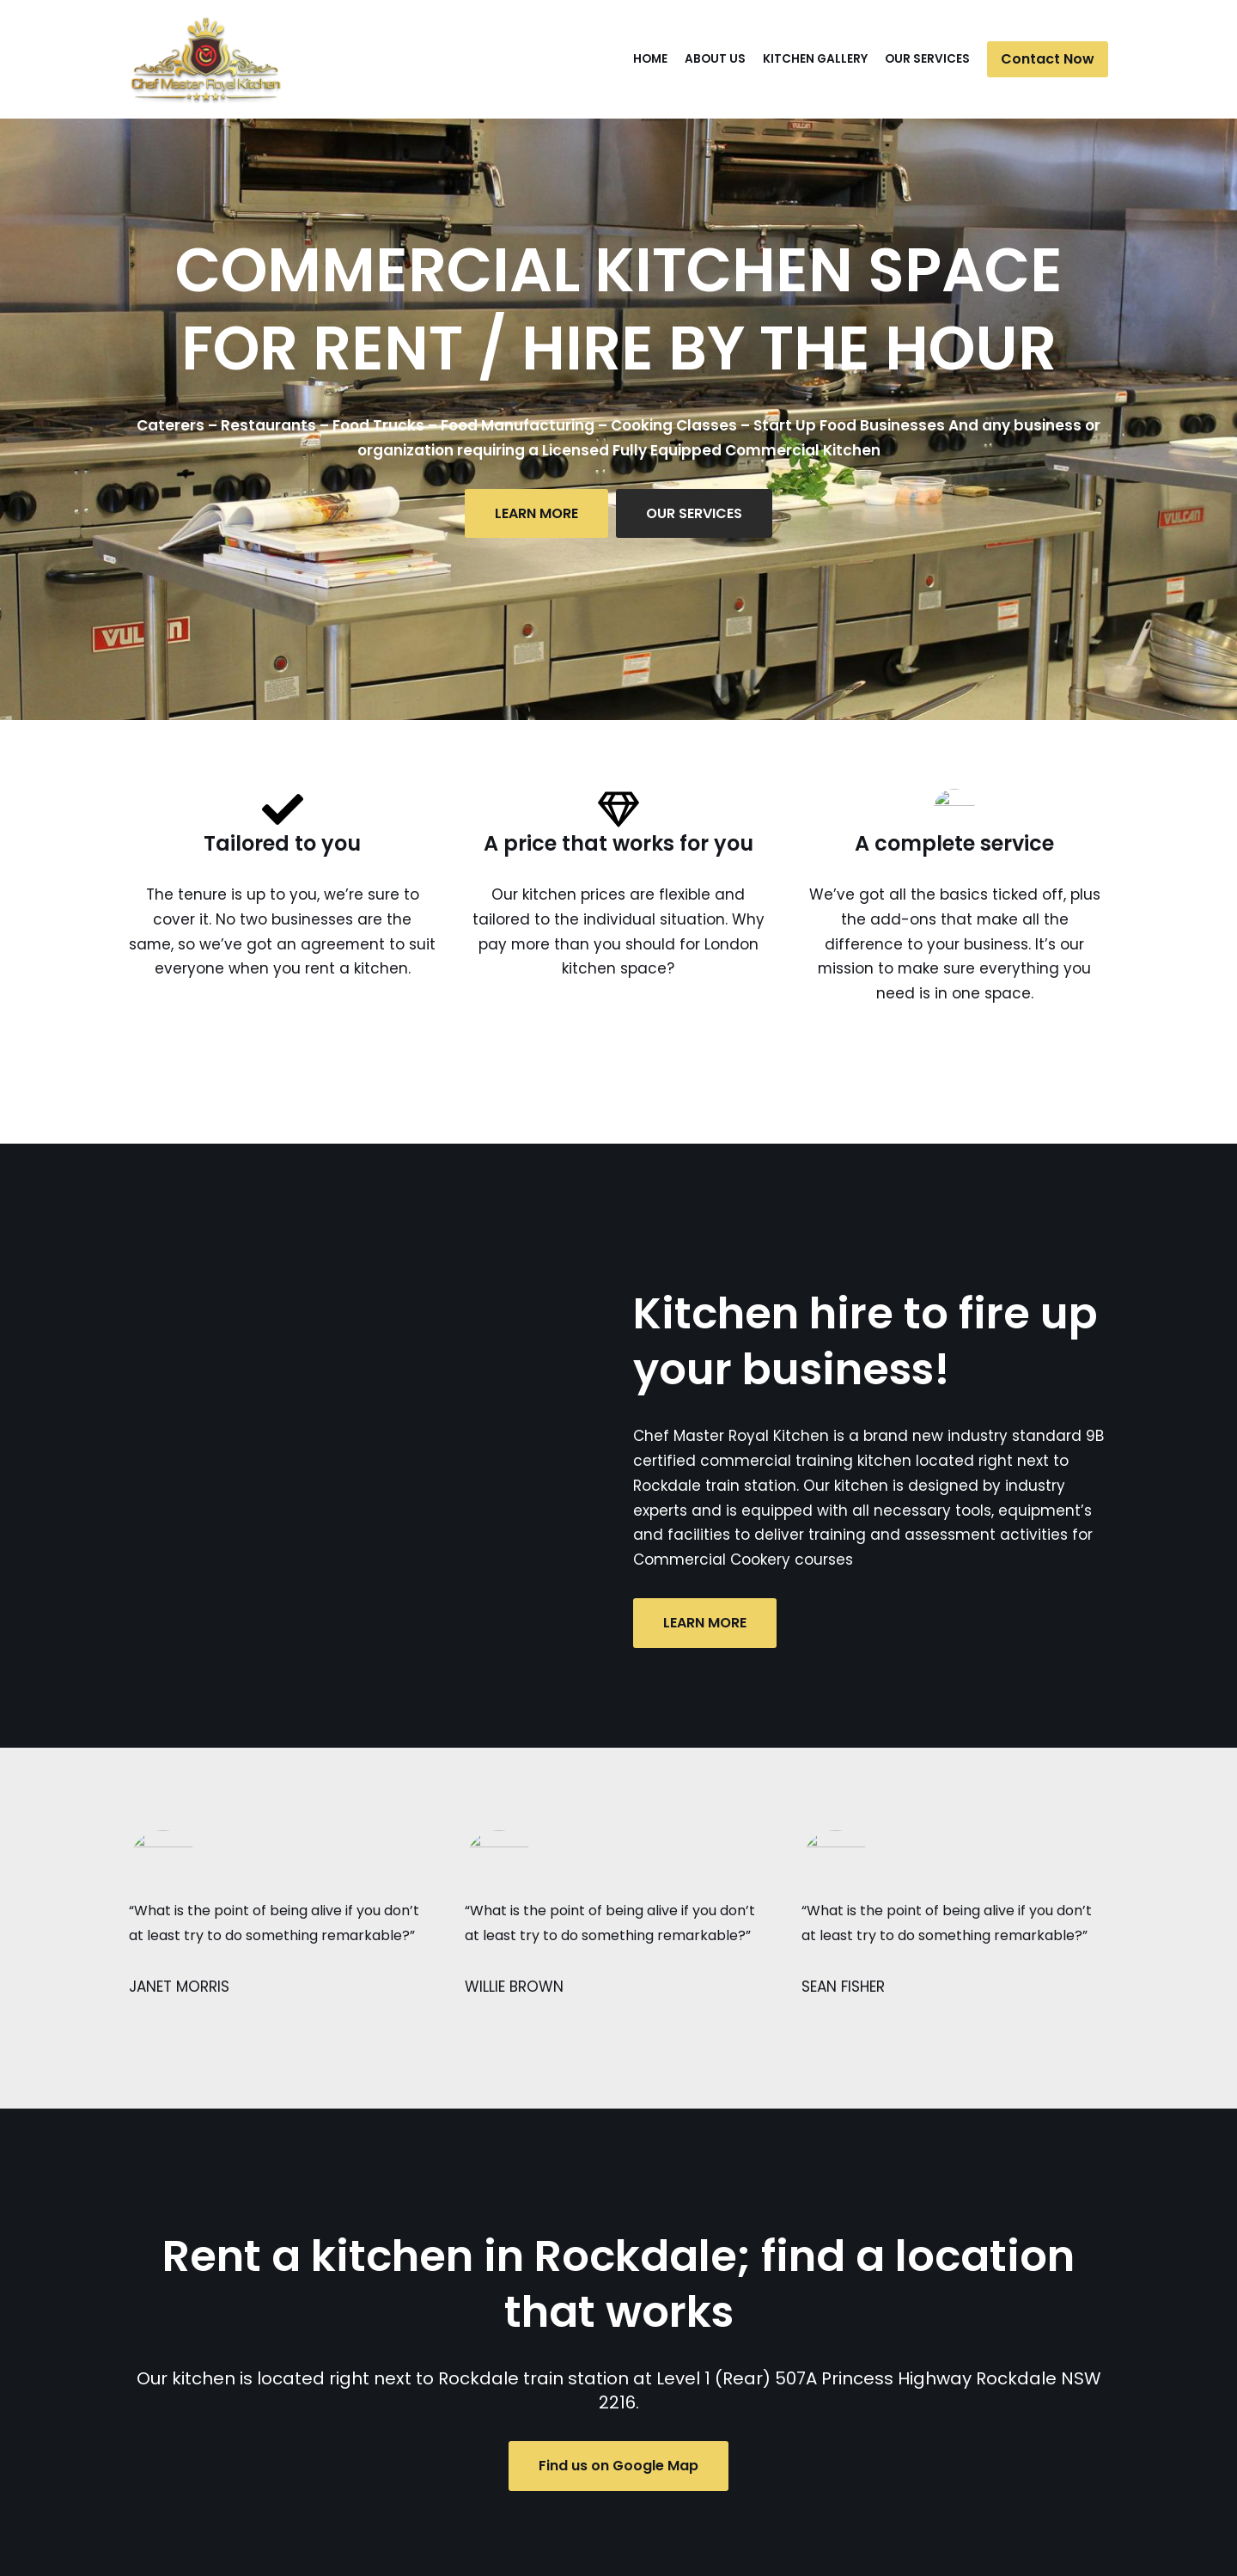 Chef Master Royal Kitchen
HOME
ABOUT US
KITCHEN GALLERY
OUR SERVICES
Contact Now
VULCAN
COMMERCIAL KITCHEN SPACE
FOR RENT / HIRE BY THE HOUR
Caterers – Restaurants – Food Trucks – Food Manufacturing – Cooking Classes – Start Up Food Businesses And any business or
organization requiring a Licensed Fully Equipped Commercial Kitchen
LEARN MORE
OUR SERVICES
VULCAN
VULCAN
VULCAN
Tailored to you
The tenure is up to you, we’re sure to
cover it. No two businesses are the
same, so we’ve got an agreement to suit
everyone when you rent a kitchen.
A price that works for you
Our kitchen prices are flexible and
tailored to the individual situation. Why
pay more than you should for London
kitchen space?
A complete service
We’ve got all the basics ticked off, plus
the add-ons that make all the
difference to your business. It’s our
mission to make sure everything you
need is in one space.
Kitchen hire to fire up
your business!
Chef Master Royal Kitchen is a brand new industry standard 9B
certified commercial training kitchen located right next to
Rockdale train station. Our kitchen is designed by industry
experts and is equipped with all necessary tools, equipment’s
and facilities to deliver training and assessment activities for
Commercial Cookery courses
LEARN MORE
“What is the point of being alive if you don’t
at least try to do something remarkable?”
JANET MORRIS
“What is the point of being alive if you don’t
at least try to do something remarkable?”
WILLIE BROWN
“What is the point of being alive if you don’t
at least try to do something remarkable?”
SEAN FISHER
Rent a kitchen in Rockdale; find a location
that works
Our kitchen is located right next to Rockdale train station at Level 1 (Rear) 507A Princess Highway Rockdale NSW
2216.
Find us on Google Map